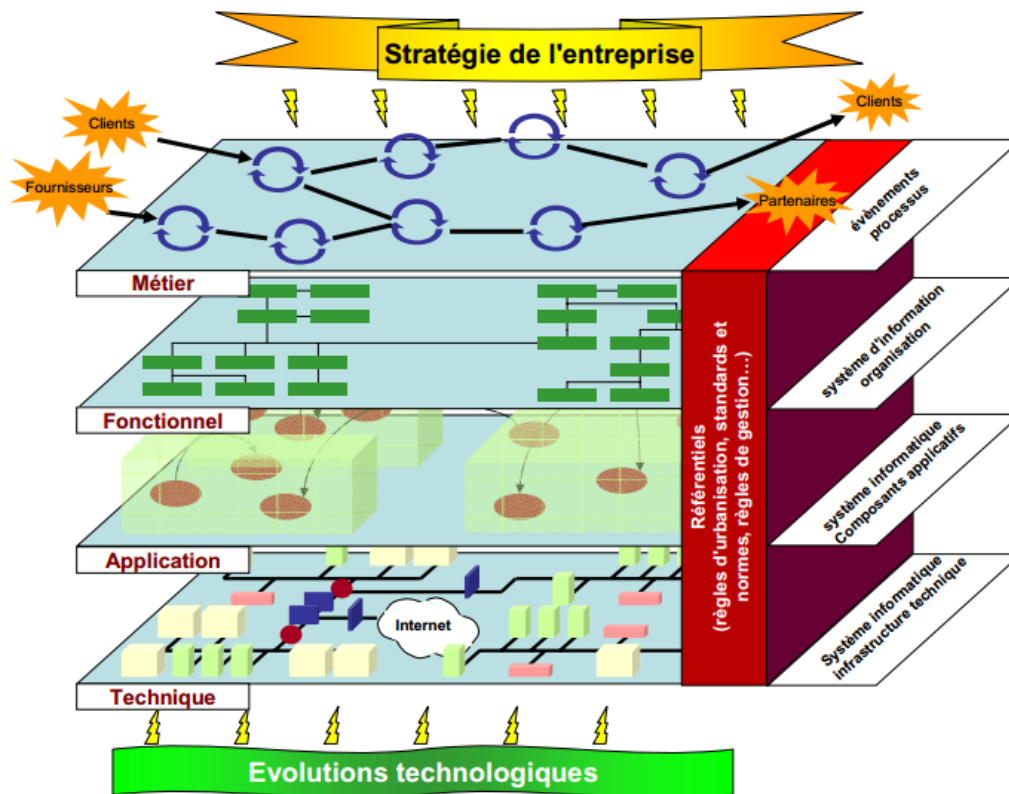 Stratégie de l'entreprise
Clients
Clients
Fournisseurs
Partenaires
évènements
processus
Métier
système d'information
organisation
Fonctionnel
système informatique
Composants applicatifs
Application
Référentiels
(règles d'urbanisation, standards et
normes, règles de gestion...)
Internet
Système informatique
infrastructure technique
Technique
Evolutions technologiques